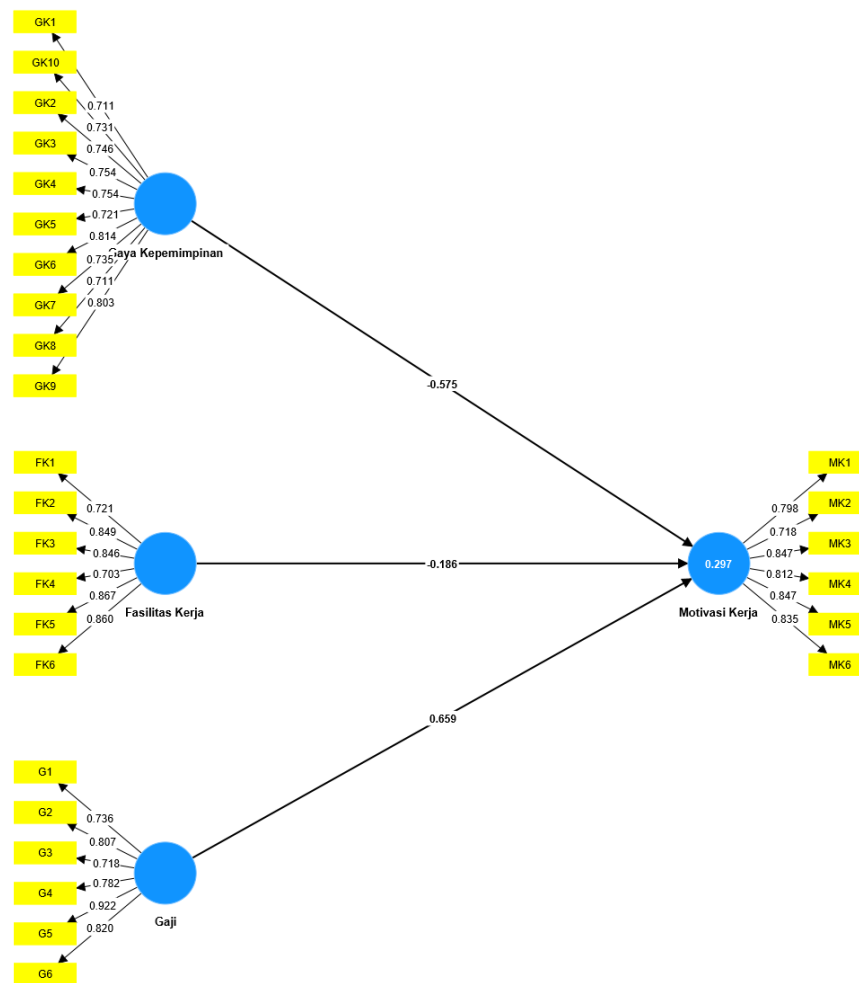 GK1
GK10
GK2
GK3
GK4
GK5
GK6
GK7
GK8
GK9
0.711
0.731
0.746
0.754
0.754
0.721
0.814
0.735
0.711
0.803
Gaya Kepemimpinan
-0.575
FK1
FK2
FK3
FK4
FK5
FK6
0.721
0.849
0.846
0.703
0.867
0.860
Fasilitas Kerja
-0.186
0.297
Motivasi Kerja
0.798
0.718
0.847
0.812
0.847
0.835
MK1
MK2
MK3
MK4
MK5
MK6
0.659
G1
G2
G3
G4
G5
G6
0.736
0.807
0.718
0.782
0.922
0.820
Gaji